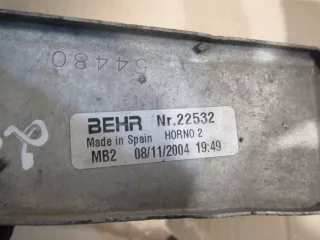 54480
BEHR Nr.22532
Made in Spain HORNO 2
MB2 08/11/2004 19:49